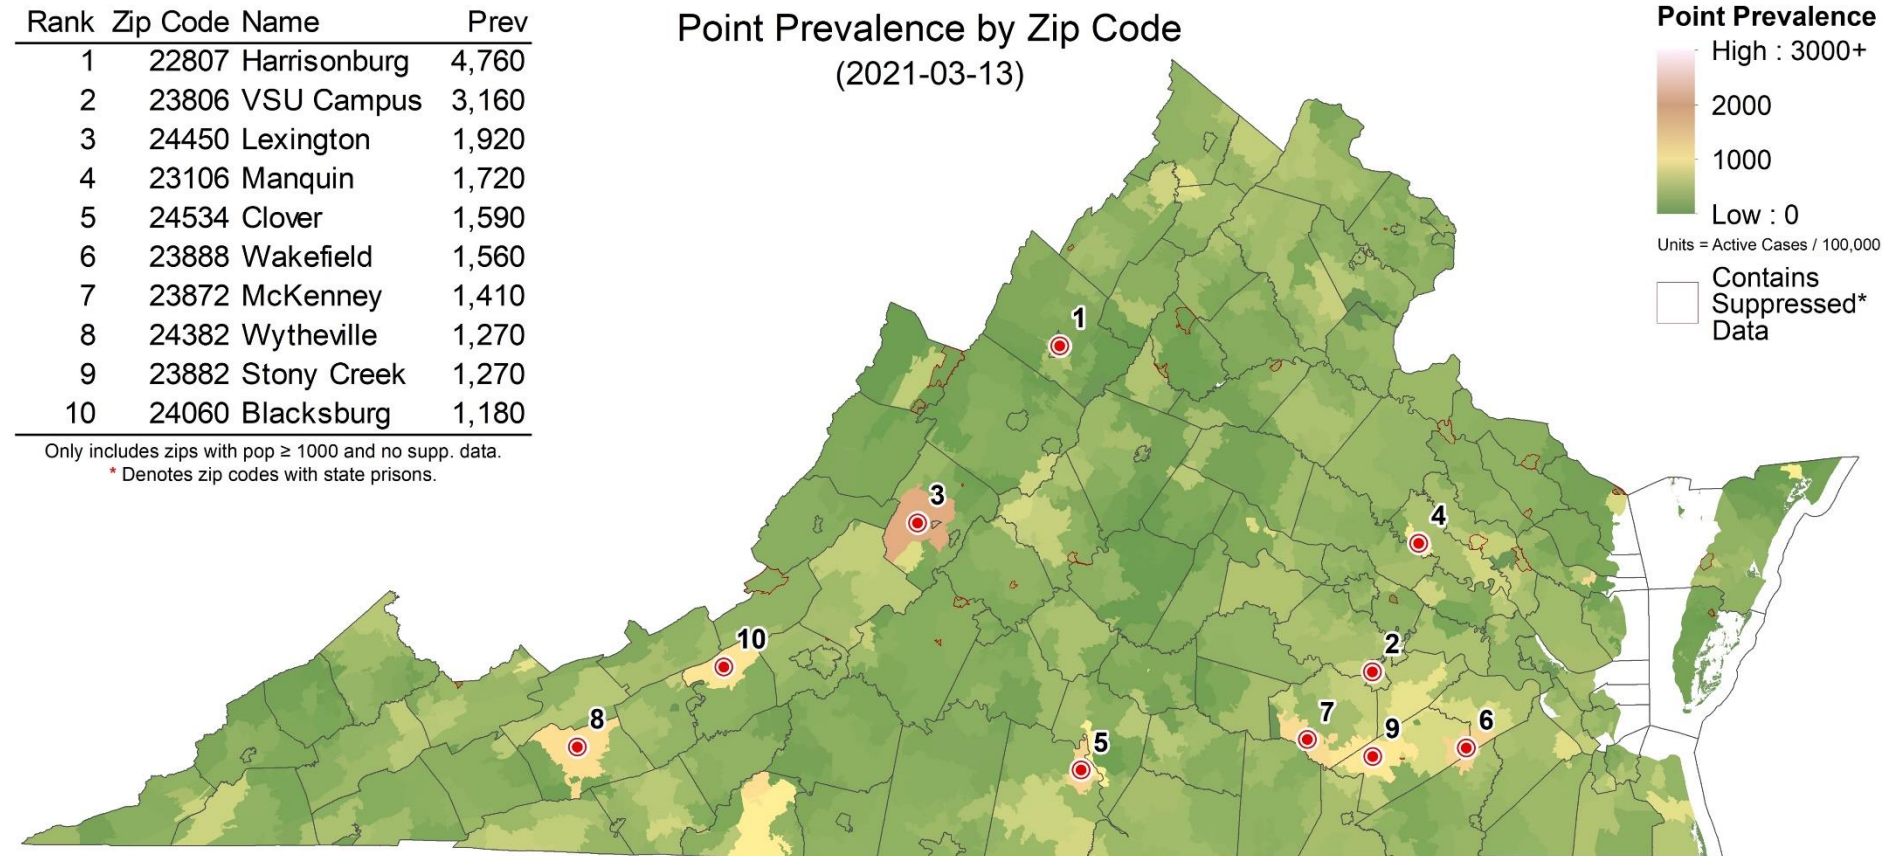 Rank Zip Code Name Prev
1 22807 Harrisonburg 4,760
2 23806 VSU Campus 3,160
3 24450 Lexington 1,920
4 23106 Manquin 1,720
5 24534 Clover 1,590
6 23888 Wakefield 1,560
7 23872 McKenney 1,410
8 24382 Wytheville 1,270
9 23882 Stony Creek 1,270
10 24060 Blacksburg 1,180
Only includes zips with pop ≥ 1000 and no supp. data.
* Denotes zip codes with state prisons.
Point Prevalence by Zip Code
(2021-03-13)
Point Prevalence
High : 3000+
2000
1000
Low : 0
Units = Active Cases / 100,000
Contains
Suppressed*
Data
1
3
4
10
2
8
7
9
6
5